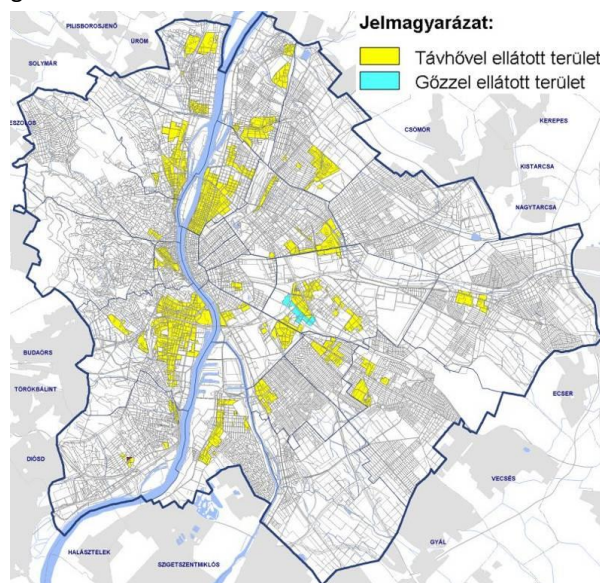 g
Jelmagyarázat:
Távhővel ellátott terület
Gőzzel ellátott terület
PILISBOROSJENŐ
ÜRÖM
SOLYMÁR
CSÖMÖR
KEREPES
KISTARCSA
NAGYTARCSA
BUDAÖRS
TÖRÖKBÁLINT
ECSER
DIÓSD
VECSÉS
GYÁL
HALÁSZTELEK
SZIGETSZENTMIKLÓS